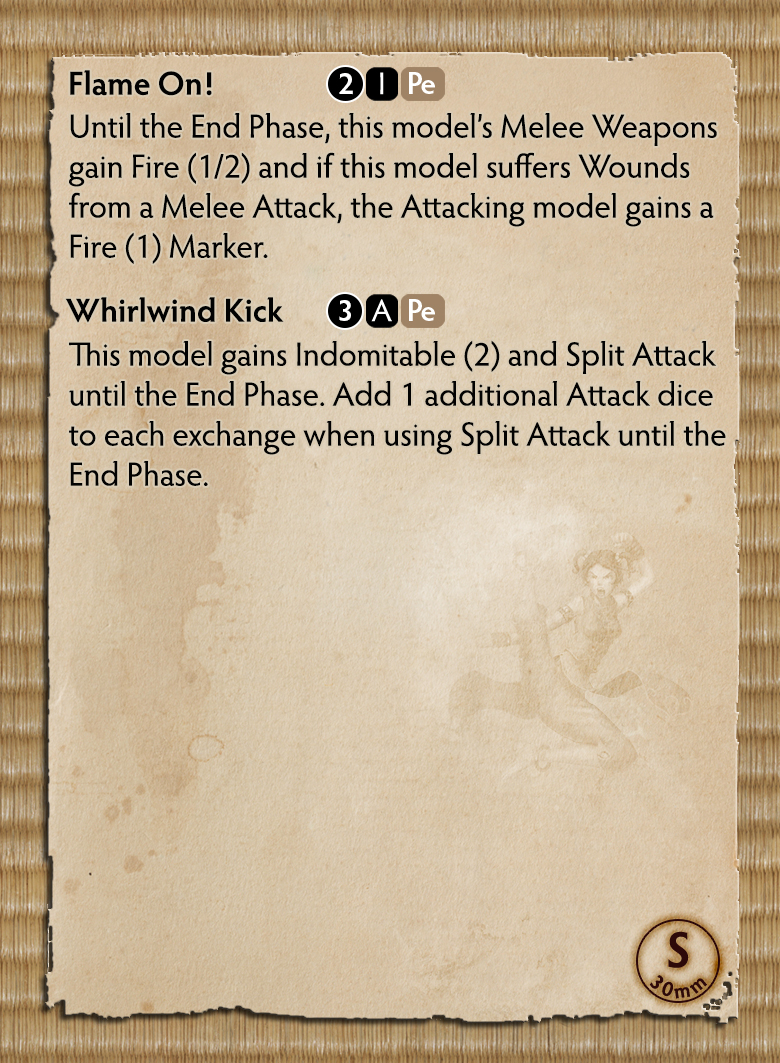 Flame On! 2 I Pe
Until the End Phase, this model's Melee Weapons
gain Fire (1/2) and if this model suffers Wounds
from a Melee Attack, the Attacking model gains a
Fire (1) Marker.
Whirlwind Kick 3 A Pe
This model gains Indomitable (2) and Split Attack
until the End Phase. Add 1 additional Attack dice
to each exchange when using Split Attack until the
End Phase.
S
30mm